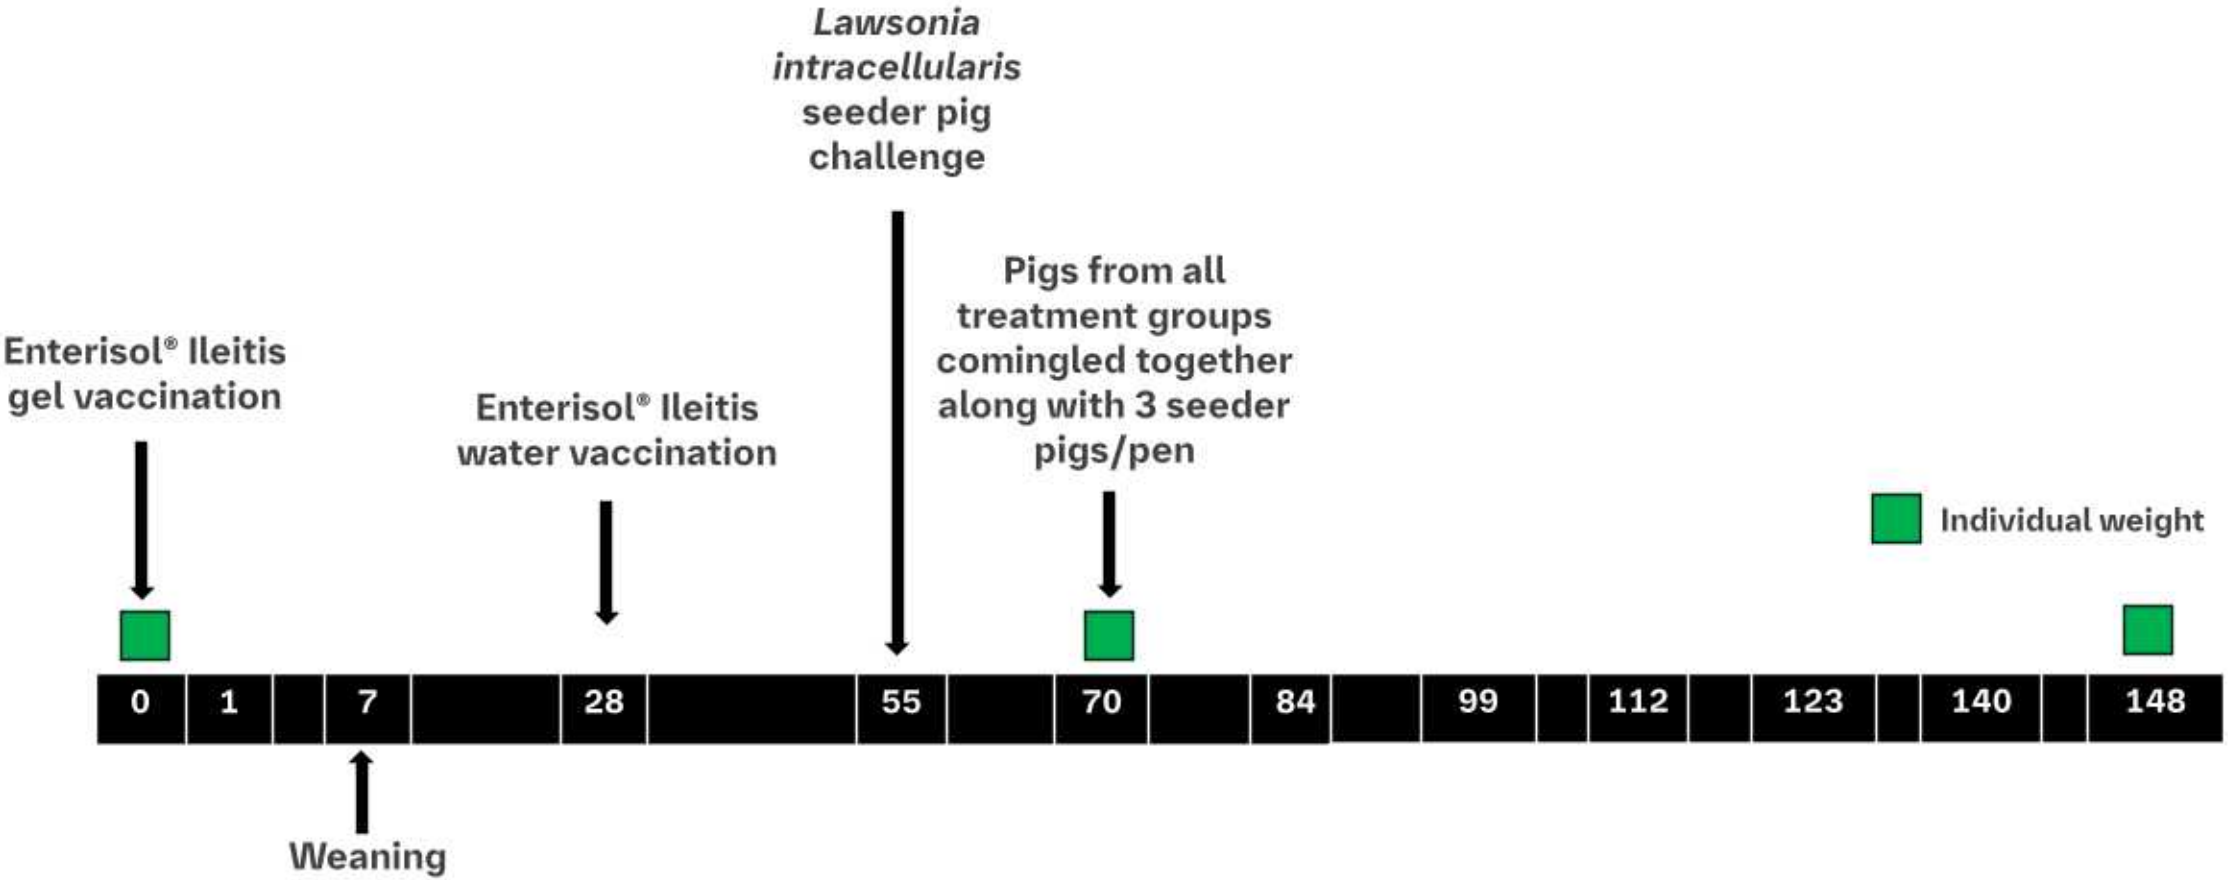 Lawsonia
intracellularis
seeder pig
challenge
Pigs from all
treatment groups
comingled together
along with 3 seeder
pigs/pen
Enterisol® Ileitis
gel vaccination
Enterisol® Ileitis
water vaccination
Individual weight
0 1 7 28 55 70 84 99 112 123 140 148
Weaning